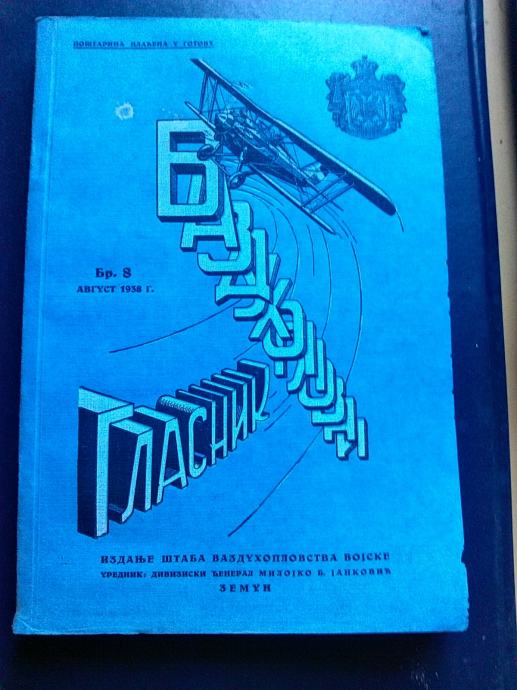 ПОШТАРИНА ПЛАЋЕНА У ГОТОВУ
ВАЗДУХОПЛОВНИ
Бр. 8
АВГУСТ 1938 Г.
ГЛАСНИК
ИЗДАЊЕ ШТАБА ВАЗДУХОПЛОВСТВА ВОЈСКЕ
УРЕДНИК: ДИВИЗИСКИ ЂЕНЕРАЛ МИЛОЈКО Б. ЈАНКОВИЋ
ЗЕМУН